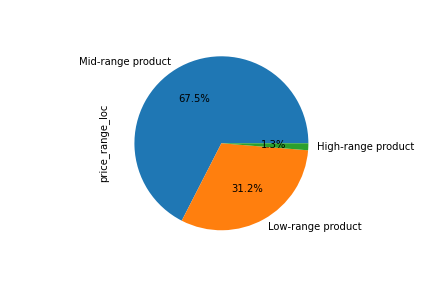 Mid-range product
67.5%
price_range_loc
1.3%
High-range product
31.2%
Low-range product